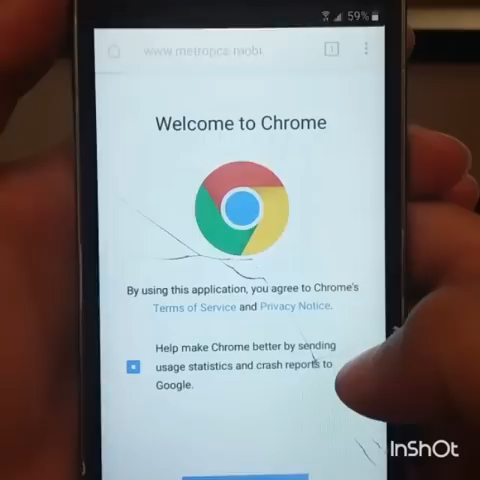 59%
www.metropcs.mobi
1
Welcome to Chrome
By using this application, you agree to Chrome's
Terms of Service and Privacy Notice.
Help make Chrome better by sending
usage statistics and crash reports to
Google.
InShOt